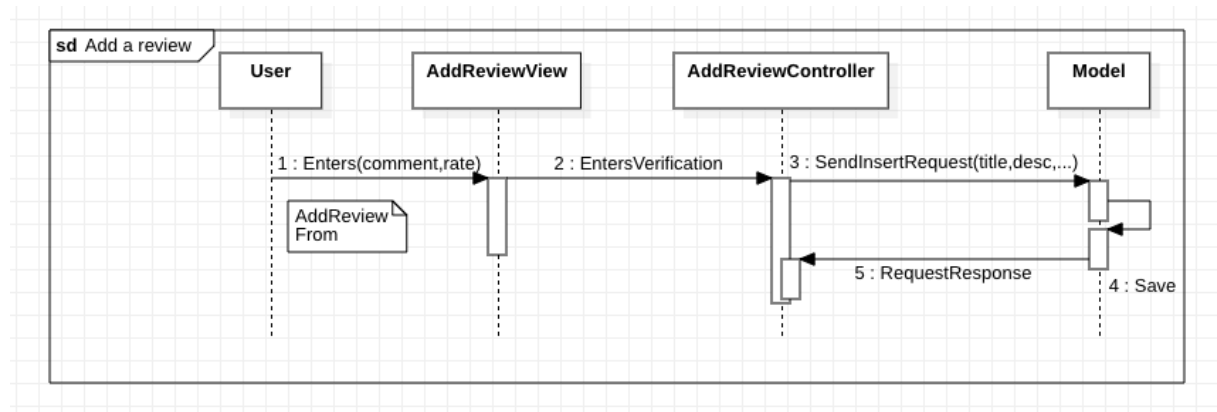 sd Add a review
User
AddReviewView
AddReviewController
Model
1 : Enters(comment,rate)
2 : EntersVerification
3 : SendInsertRequest(title,desc,...)
AddReview
From
5 : RequestResponse
4 : Save